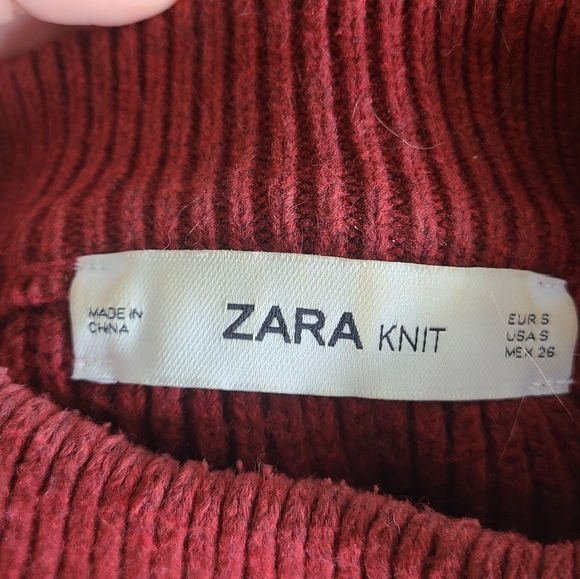 MADE IN
CHINA
ZARA KNIT
EUR S
USA S
MEX 26